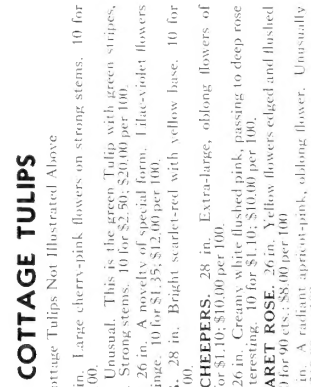 COTTAGE TULIPS
ottage Tulips Not Illustrated Above
in. Large cherry-pink flowers on strong stems. 10 for
00.
Unusual. This is the green Tulip with green stripes,
Strong stems. 10 for $2.50; $20.00 per 100.
26 in. A novelty of special form. Lilac-violet flowers
inge. 10 for $1.35; $12.00 per 100.
28 in. Bright scarlet-red with yellow base. 10 for
00.
CHEEPERS. 28 in. Extra-large, oblong flowers of
or $1.10; $10.00 per 100.
26 in. Creamy white flushed pink, passing to deep rose
eresting. 10 for $1.10; $10.00 per 100.
ARET ROSE. 26 in. Yellow flowers edged and flushed
for 90 cts.; $8.00 per 100
in. A radiant apricot-pink, oblong flower. Unusually